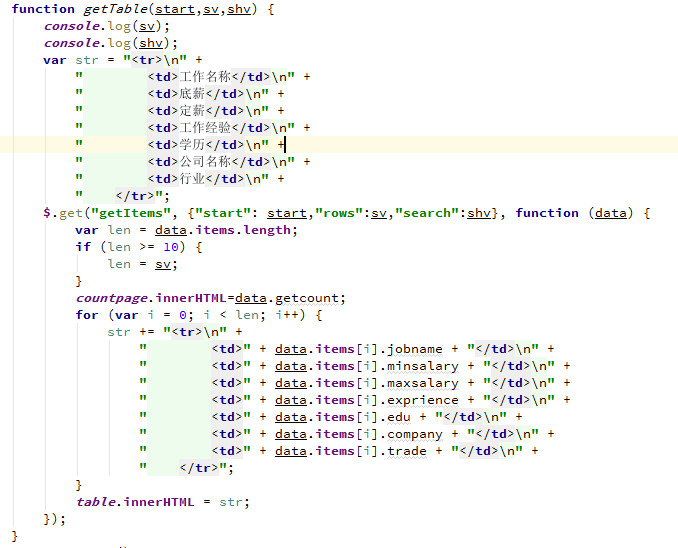 function getTable(start,sv,shv) {
    console.log(sv);
    console.log(shv);
    var str = "<tr>\n" +
        "        <td>工作名称</td>\n" +
        "        <td>底薪</td>\n" +
        "        <td>定薪</td>\n" +
        "        <td>工作经验</td>\n" +
        "        <td>学历</td>\n" +
        "        <td>公司名称</td>\n" +
        "        <td>行业</td>\n" +
        "    </tr>";
    $.get("getItems", {"start": start,"rows":sv,"search":shv}, function (data) {
        var len = data.items.length;
        if (len >= 10) {
            len = sv;
        }
        countpage.innerHTML=data.getcount;
        for (var i = 0; i < len; i++) {
            str += "<tr>\n" +
                "        <td>" + data.items[i].jobname + "</td>\n" +
                "        <td>" + data.items[i].minsalary + "</td>\n" +
                "        <td>" + data.items[i].maxsalary + "</td>\n" +
                "        <td>" + data.items[i].exprience + "</td>\n" +
                "        <td>" + data.items[i].edu + "</td>\n" +
                "        <td>" + data.items[i].company + "</td>\n" +
                "        <td>" + data.items[i].trade + "</td>\n" +
                "    </tr>";
        }
        table.innerHTML = str;
    });
}